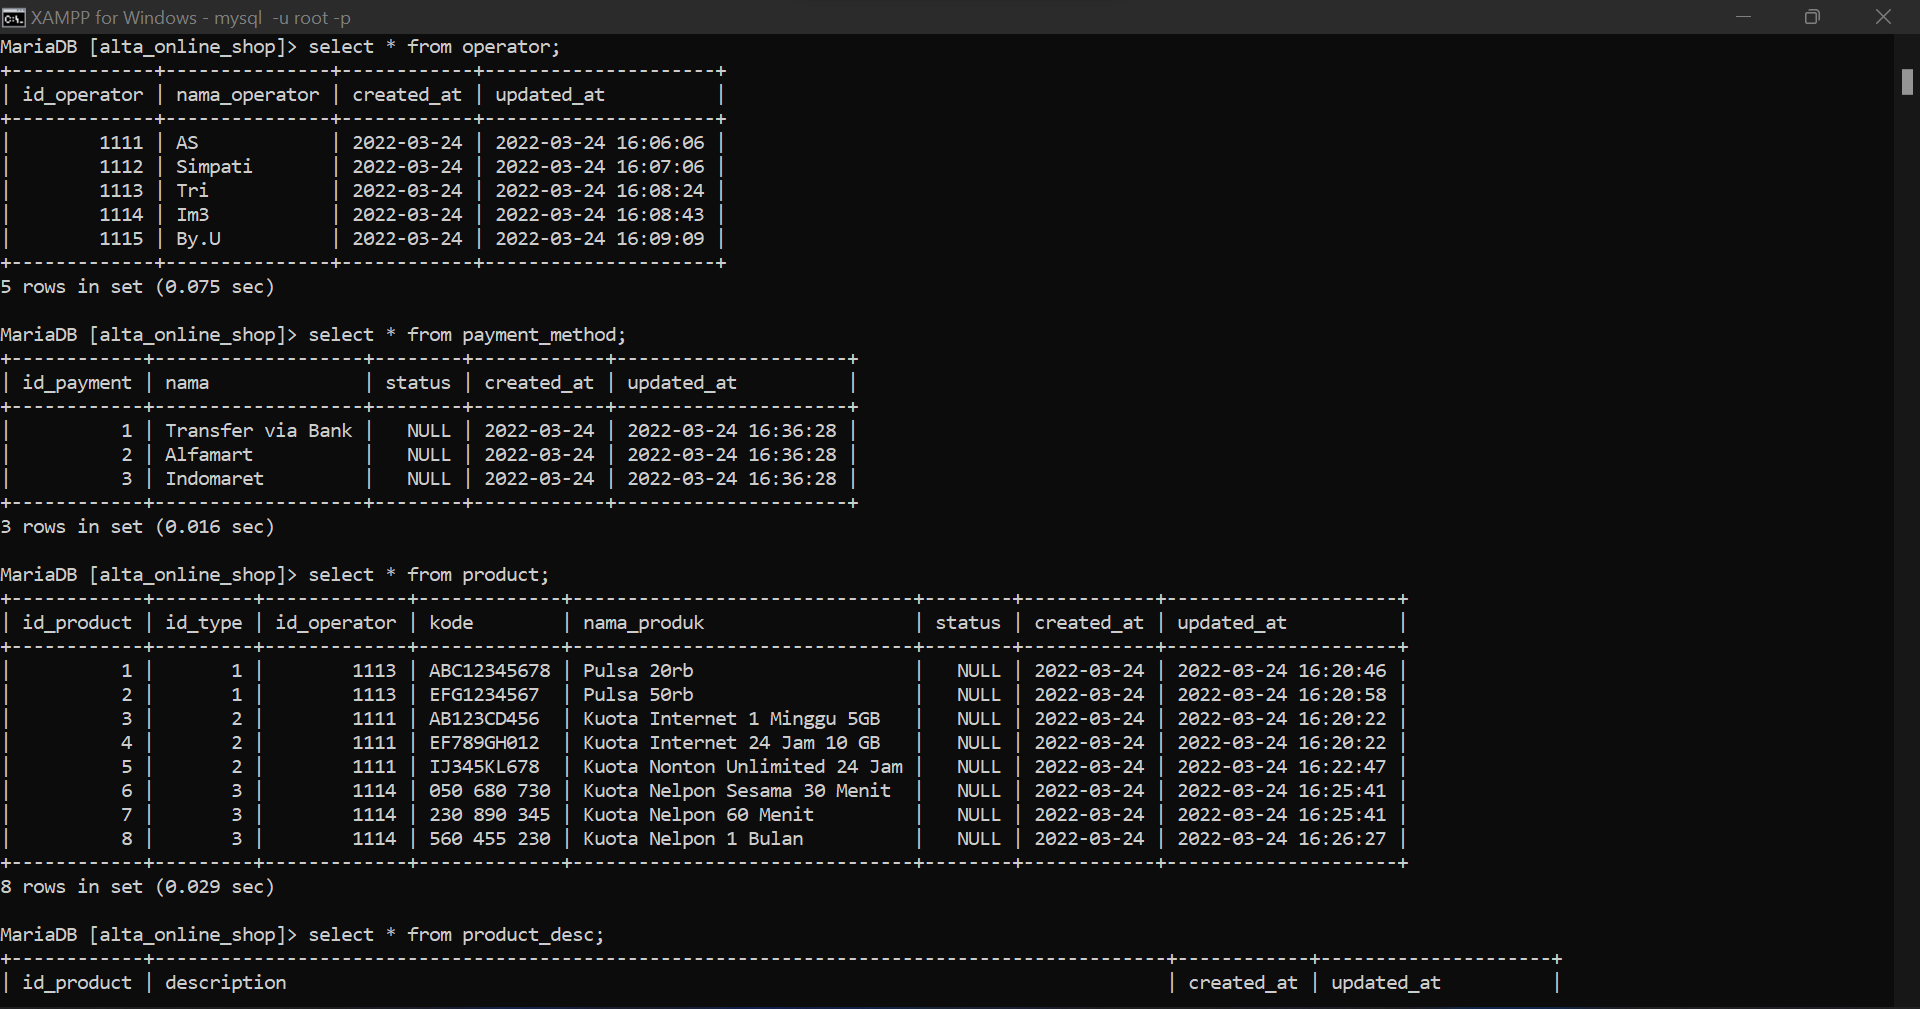 XAMPP for Windows - mysql  -u root -p
MariaDB [alta_online_shop]> select * from operator;
+-------------+---------------+------------+---------------------+
| id_operator | nama_operator | created_at | updated_at          |
+-------------+---------------+------------+---------------------+
|        1111 | AS            | 2022-03-24 | 2022-03-24 16:06:06 |
|        1112 | Simpati       | 2022-03-24 | 2022-03-24 16:07:06 |
|        1113 | Tri           | 2022-03-24 | 2022-03-24 16:08:24 |
|        1114 | Im3           | 2022-03-24 | 2022-03-24 16:08:43 |
|        1115 | By.U          | 2022-03-24 | 2022-03-24 16:09:09 |
+-------------+---------------+------------+---------------------+
5 rows in set (0.075 sec)

MariaDB [alta_online_shop]> select * from payment_method;
+------------+-------------------+--------+------------+---------------------+
| id_payment | nama              | status | created_at | updated_at          |
+------------+-------------------+--------+------------+---------------------+
|          1 | Transfer via Bank |   NULL | 2022-03-24 | 2022-03-24 16:36:28 |
|          2 | Alfamart          |   NULL | 2022-03-24 | 2022-03-24 16:36:28 |
|          3 | Indomaret         |   NULL | 2022-03-24 | 2022-03-24 16:36:28 |
+------------+-------------------+--------+------------+---------------------+
3 rows in set (0.016 sec)

MariaDB [alta_online_shop]> select * from product;
+------------+---------+-------------+-------------+-------------------------------+--------+------------+---------------------+
| id_product | id_type | id_operator | kode        | nama_produk                   | status | created_at | updated_at          |
+------------+---------+-------------+-------------+-------------------------------+--------+------------+---------------------+
|          1 |       1 |        1113 | ABC12345678 | Pulsa 20rb                    |   NULL | 2022-03-24 | 2022-03-24 16:20:46 |
|          2 |       1 |        1113 | EFG1234567  | Pulsa 50rb                    |   NULL | 2022-03-24 | 2022-03-24 16:20:58 |
|          3 |       2 |        1111 | AB123CD456  | Kuota Internet 1 Minggu 5GB   |   NULL | 2022-03-24 | 2022-03-24 16:20:22 |
|          4 |       2 |        1111 | EF789GH012  | Kuota Internet 24 Jam 10 GB   |   NULL | 2022-03-24 | 2022-03-24 16:20:22 |
|          5 |       2 |        1111 | IJ345KL678  | Kuota Nonton Unlimited 24 Jam |   NULL | 2022-03-24 | 2022-03-24 16:22:47 |
|          6 |       3 |        1114 | 050 680 730 | Kuota Nelpon Sesama 30 Menit  |   NULL | 2022-03-24 | 2022-03-24 16:25:41 |
|          7 |       3 |        1114 | 230 890 345 | Kuota Nelpon 60 Menit         |   NULL | 2022-03-24 | 2022-03-24 16:25:41 |
|          8 |       3 |        1114 | 560 455 230 | Kuota Nelpon 1 Bulan          |   NULL | 2022-03-24 | 2022-03-24 16:26:27 |
+------------+---------+-------------+-------------+-------------------------------+--------+------------+---------------------+
8 rows in set (0.029 sec)

MariaDB [alta_online_shop]> select * from product_desc;
+------------+--------------------------------------------------------------------------------------------+------------+---------------------+
| id_product | description                                                                                | created_at | updated_at          |